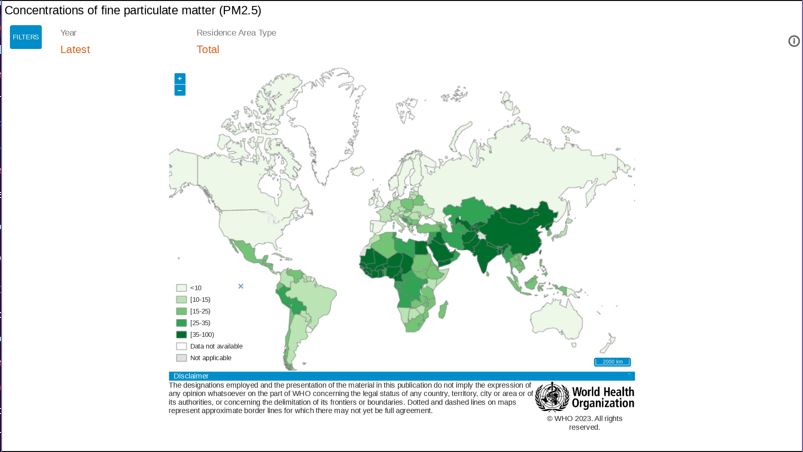 Concentrations of fine particulate matter (PM2.5)
FILTERS
Year
Latest
Residence Area Type
Total
+
−
<10
[10-15)
[15-25)
[25-35)
[35-100)
Data not available
Not applicable
2000 km
Disclaimer
The designations employed and the presentation of the material in this publication do not imply the expression of
any opinion whatsoever on the part of WHO concerning the legal status of any country, territory, city or area or of
its authorities, or concerning the delimitation of its frontiers or boundaries. Dotted and dashed lines on maps
represent approximate border lines for which there may not yet be full agreement.
World Health
Organization
© WHO 2023. All rights
reserved.